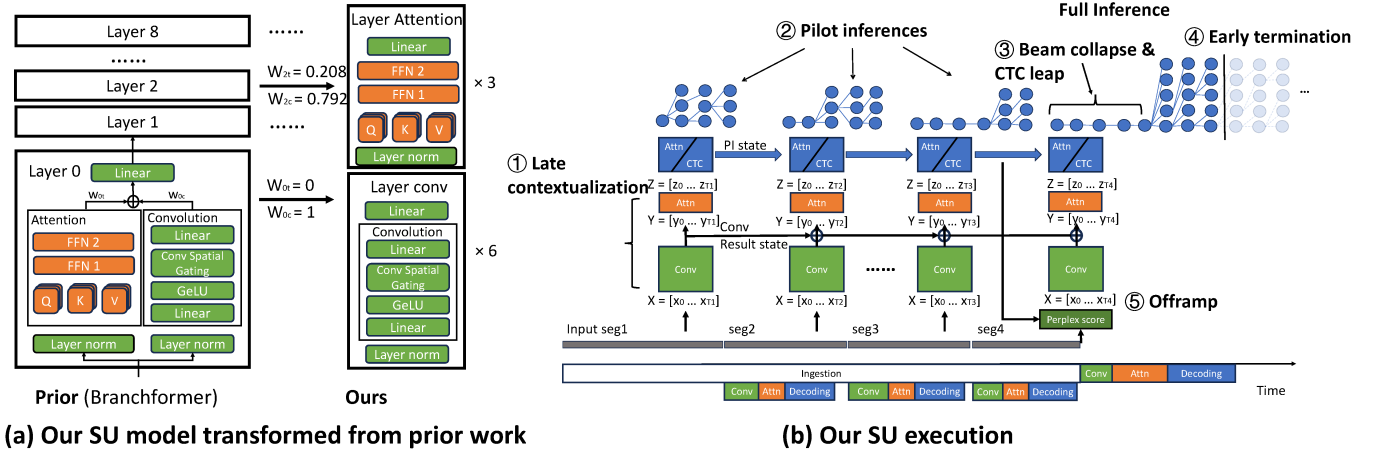 Layer 8
......
......
Layer 2
Layer 1
......
Layer 0
Linear
W0t
W0c
Attention
Convolution
FFN 2
FFN 1
Q
K
V
Linear
Conv Spatial
Gating
GeLU
Linear
Layer norm
Layer norm
Prior (Branchformer)
W2t = 0.208
W2c = 0.792
W0t = 0
W0c = 1
Layer Attention
Linear
FFN 2
FFN 1
Q
K
V
Layer norm
× 3
Layer conv
Linear
Convolution
Linear
Conv Spatial
Gating
GeLU
Linear
Layer norm
× 6
Ours
(a) Our SU model transformed from prior work
Full Inference
② Pilot inferences
③ Beam collapse &
CTC leap
④ Early termination
...
① Late
contextualization
Attn
CTC
PI state
Attn
CTC
Attn
CTC
Attn
CTC
Z = [z0 ... zT1]
Z = [z0 ... zT2]
Z = [z0 ... zT3]
Z = [z0 ... zT4]
Attn
Attn
Attn
Attn
Y = [y0 ... yT1]
Y = [y0 ... yT2]
Y = [y0 ... yT3]
Y = [y0 ... yT4]
Conv
Result state
Conv
Conv
......
Conv
Conv
X = [x0 ... xT1]
X = [x0 ... xT2]
X = [x0 ... xT3]
X = [x0 ... xT4]
⑤ Offramp
Perplex score
Input seg1
seg2
seg3
seg4
Ingestion
Conv
Attn
Decoding
Conv
Attn
Decoding
Conv
Attn
Decoding
Conv
Attn
Decoding
Time
(b) Our SU execution